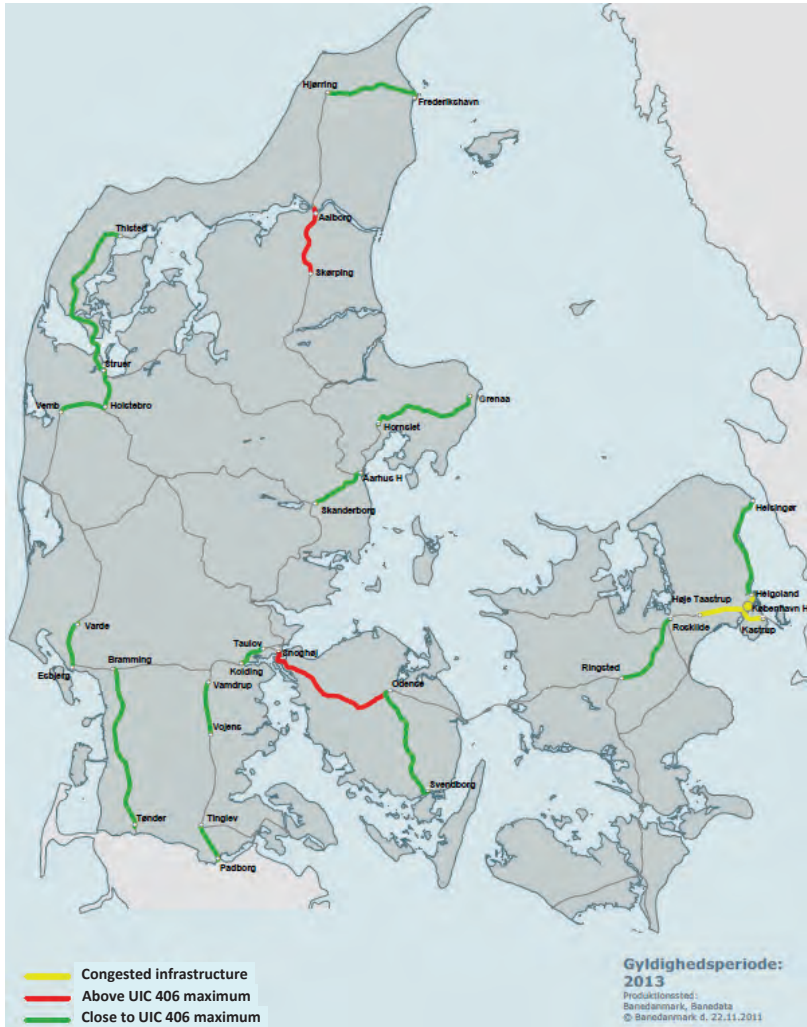 Hjørring
Frederikshavn
Aalborg
Thisted
Skørping
Struer
Vemb
Holstebro
Grenaa
Hornslet
Aarhus H
Skanderborg
Helsingør
Helgoland
Høje Taastrup
København H
Kastrup
Roskilde
Ringsted
Varde
Taulov
Snoghøj
Esbjerg
Bramming
Kolding
Vamdrup
Odence
Vojens
Svendborg
Tønder
Tinglev
Padborg
Congested infrastructure
Above UIC 406 maximum
Close to UIC 406 maximum
Gyldighedsperiode:
2013
Produktionssted:
Banedanmark, Banedata
© Banedanmark d. 22.11.2011